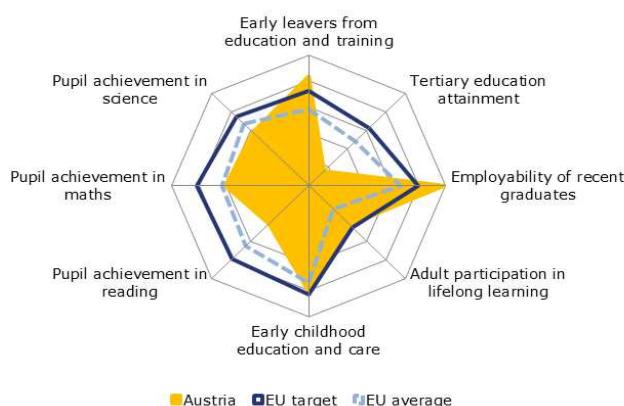 Early leavers from
education and training
Pupil achievement in
science
Tertiary education
attainment
Pupil achievement in
maths
Employability of recent
graduates
Pupil achievement in
reading
Adult participation in
lifelong learning
Early childhood
education and care
Austria EU target EU average